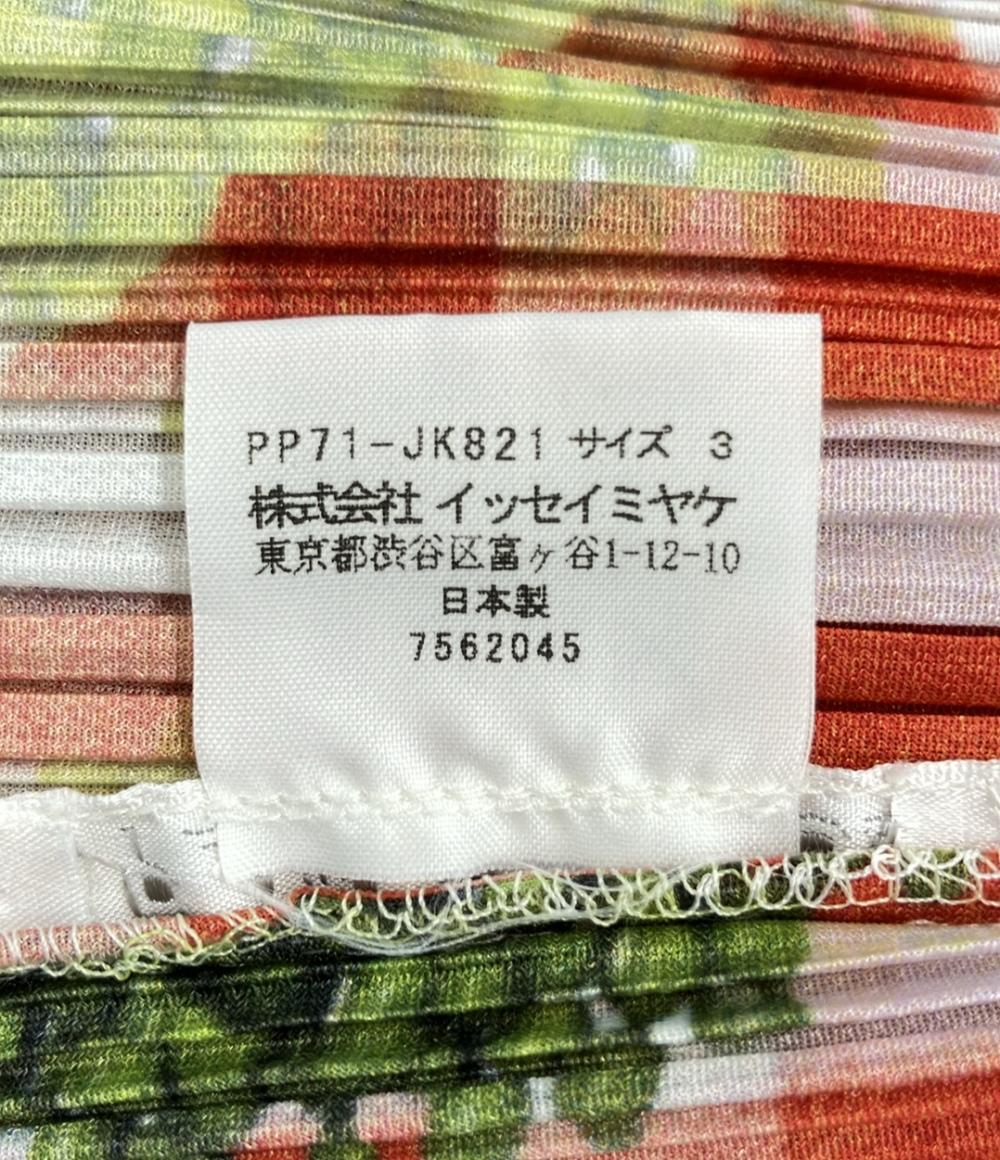 PP71-JK821 サイズ 3
株式会社 イッセイミヤケ
東京都渋谷区富ヶ谷1-12-10
日本製
7562045